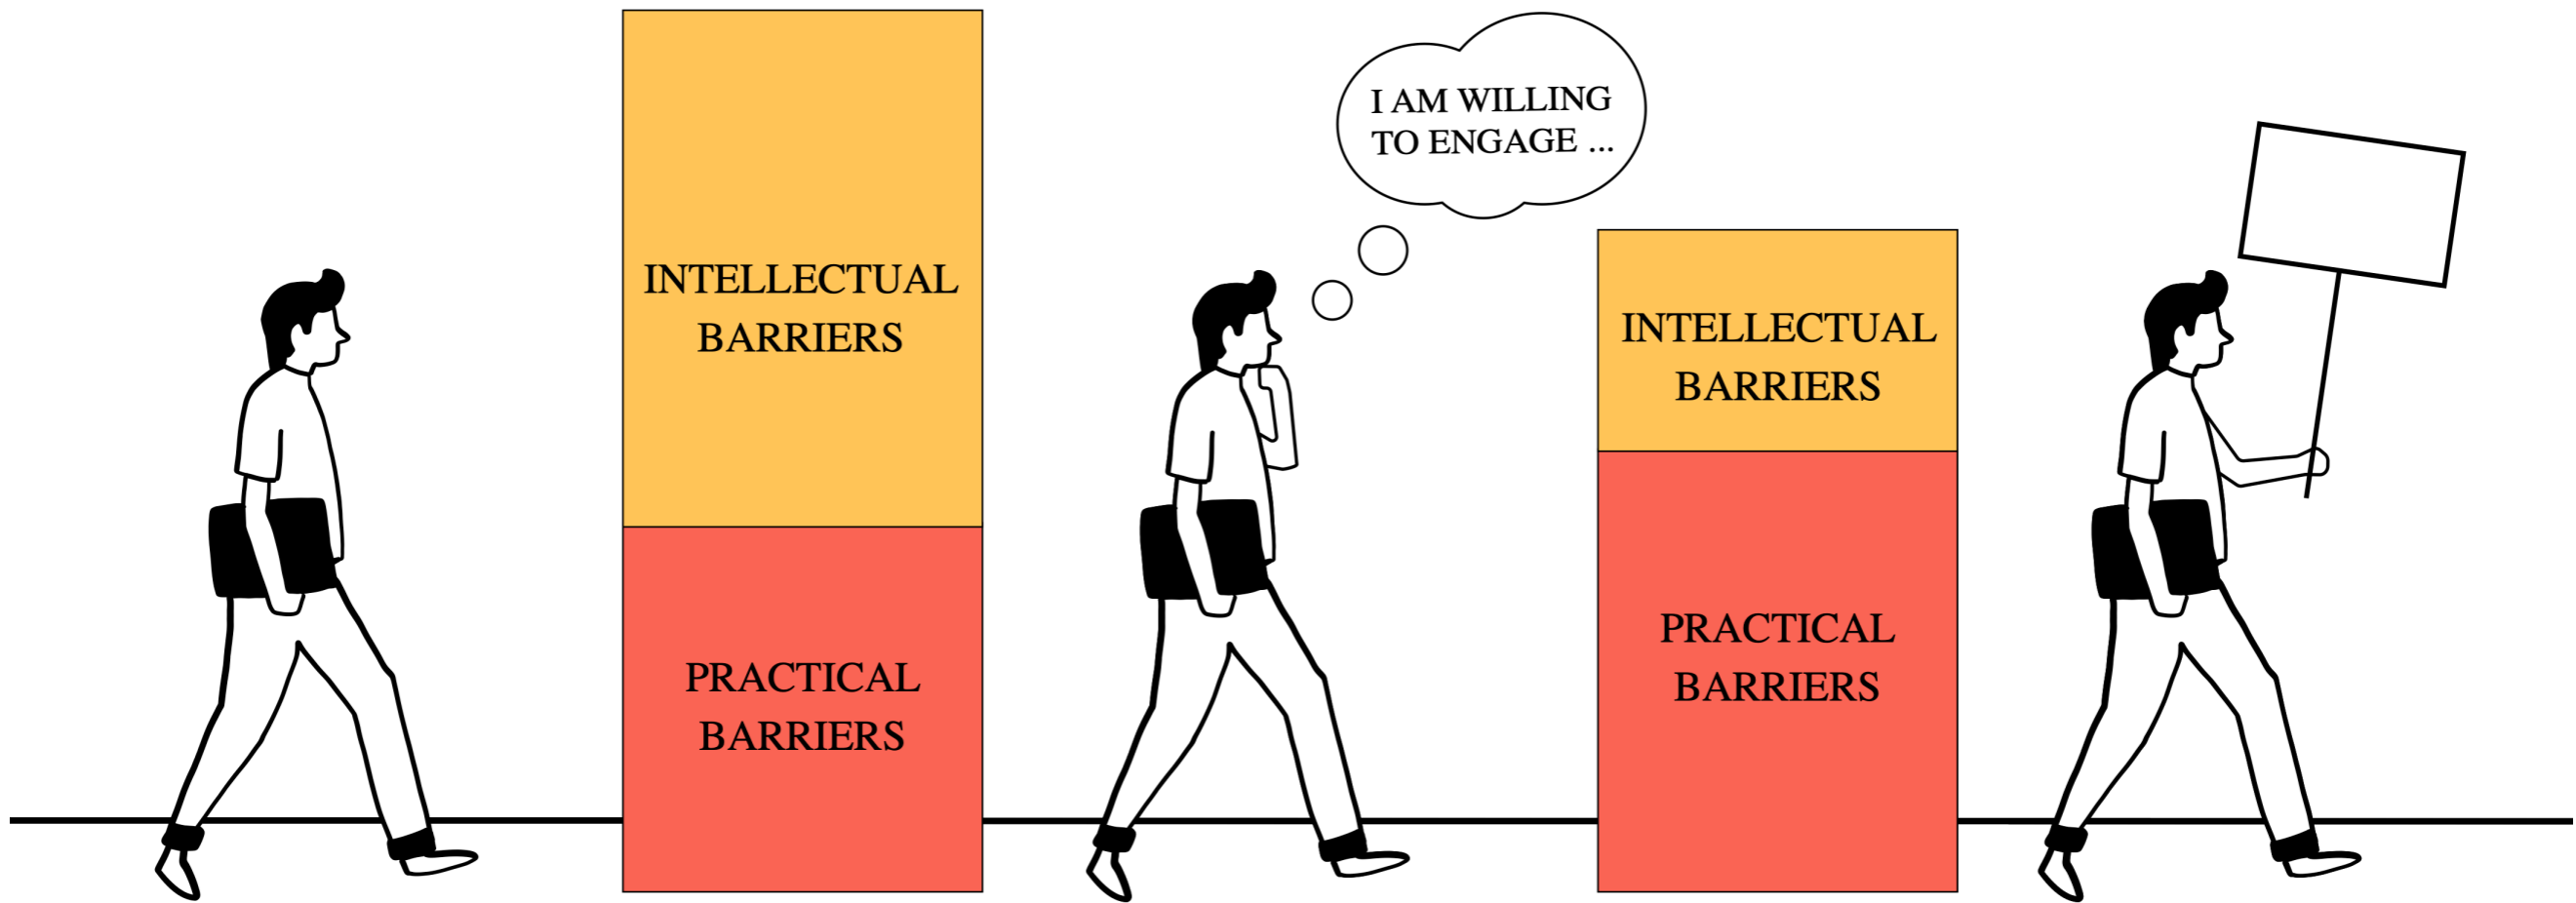 INTELLECTUAL
BARRIERS
PRACTICAL
BARRIERS
I AM WILLING
TO ENGAGE ...
INTELLECTUAL
BARRIERS
PRACTICAL
BARRIERS